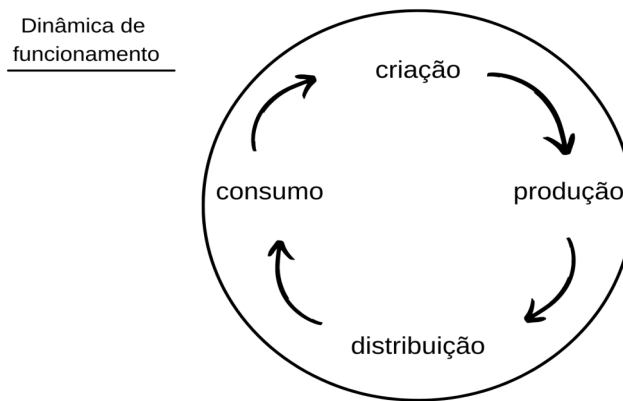 Dinâmica de
funcionamento
criação
consumo
produção
distribuição